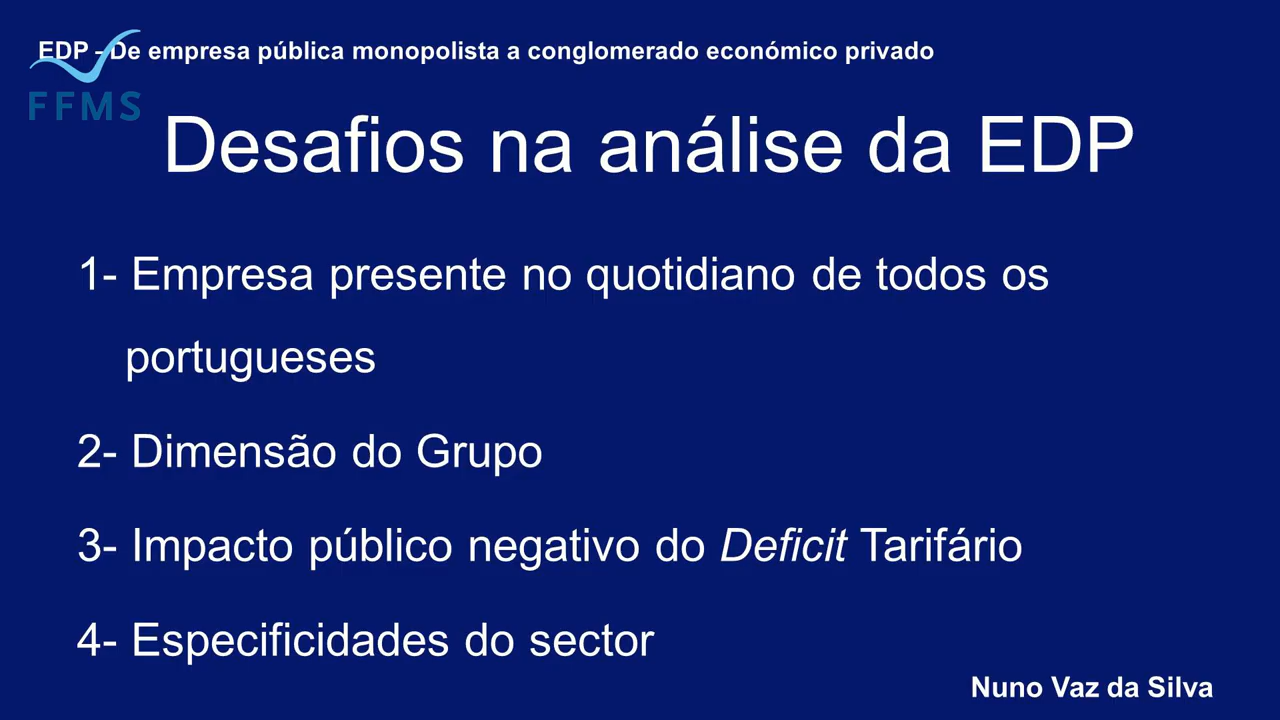 EDP - De empresa pública monopolista a conglomerado económico privado
FFMS
Desafios na análise da EDP
1- Empresa presente no quotidiano de todos os
portugueses
2- Dimensão do Grupo
3- Impacto público negativo do Deficit Tarifário
4- Especificidades do sector
Nuno Vaz da Silva